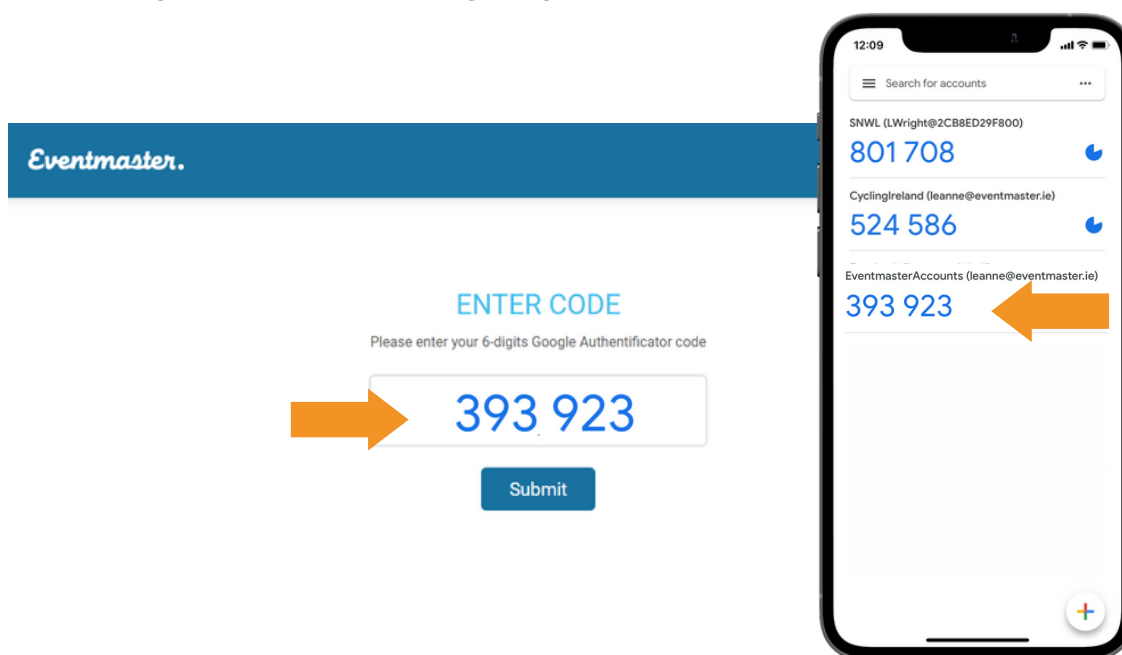 Eventmaster.
ENTER CODE
Please enter your 6-digits Google Authentificator code
393 923
Submit
12:09
Search for accounts
SNWL (LWright@2CB8ED29F800)
801 708
CyclingIreland (leanne@eventmaster.ie)
524 586
EventmasterAccounts (leanne@eventmaster.ie)
393 923